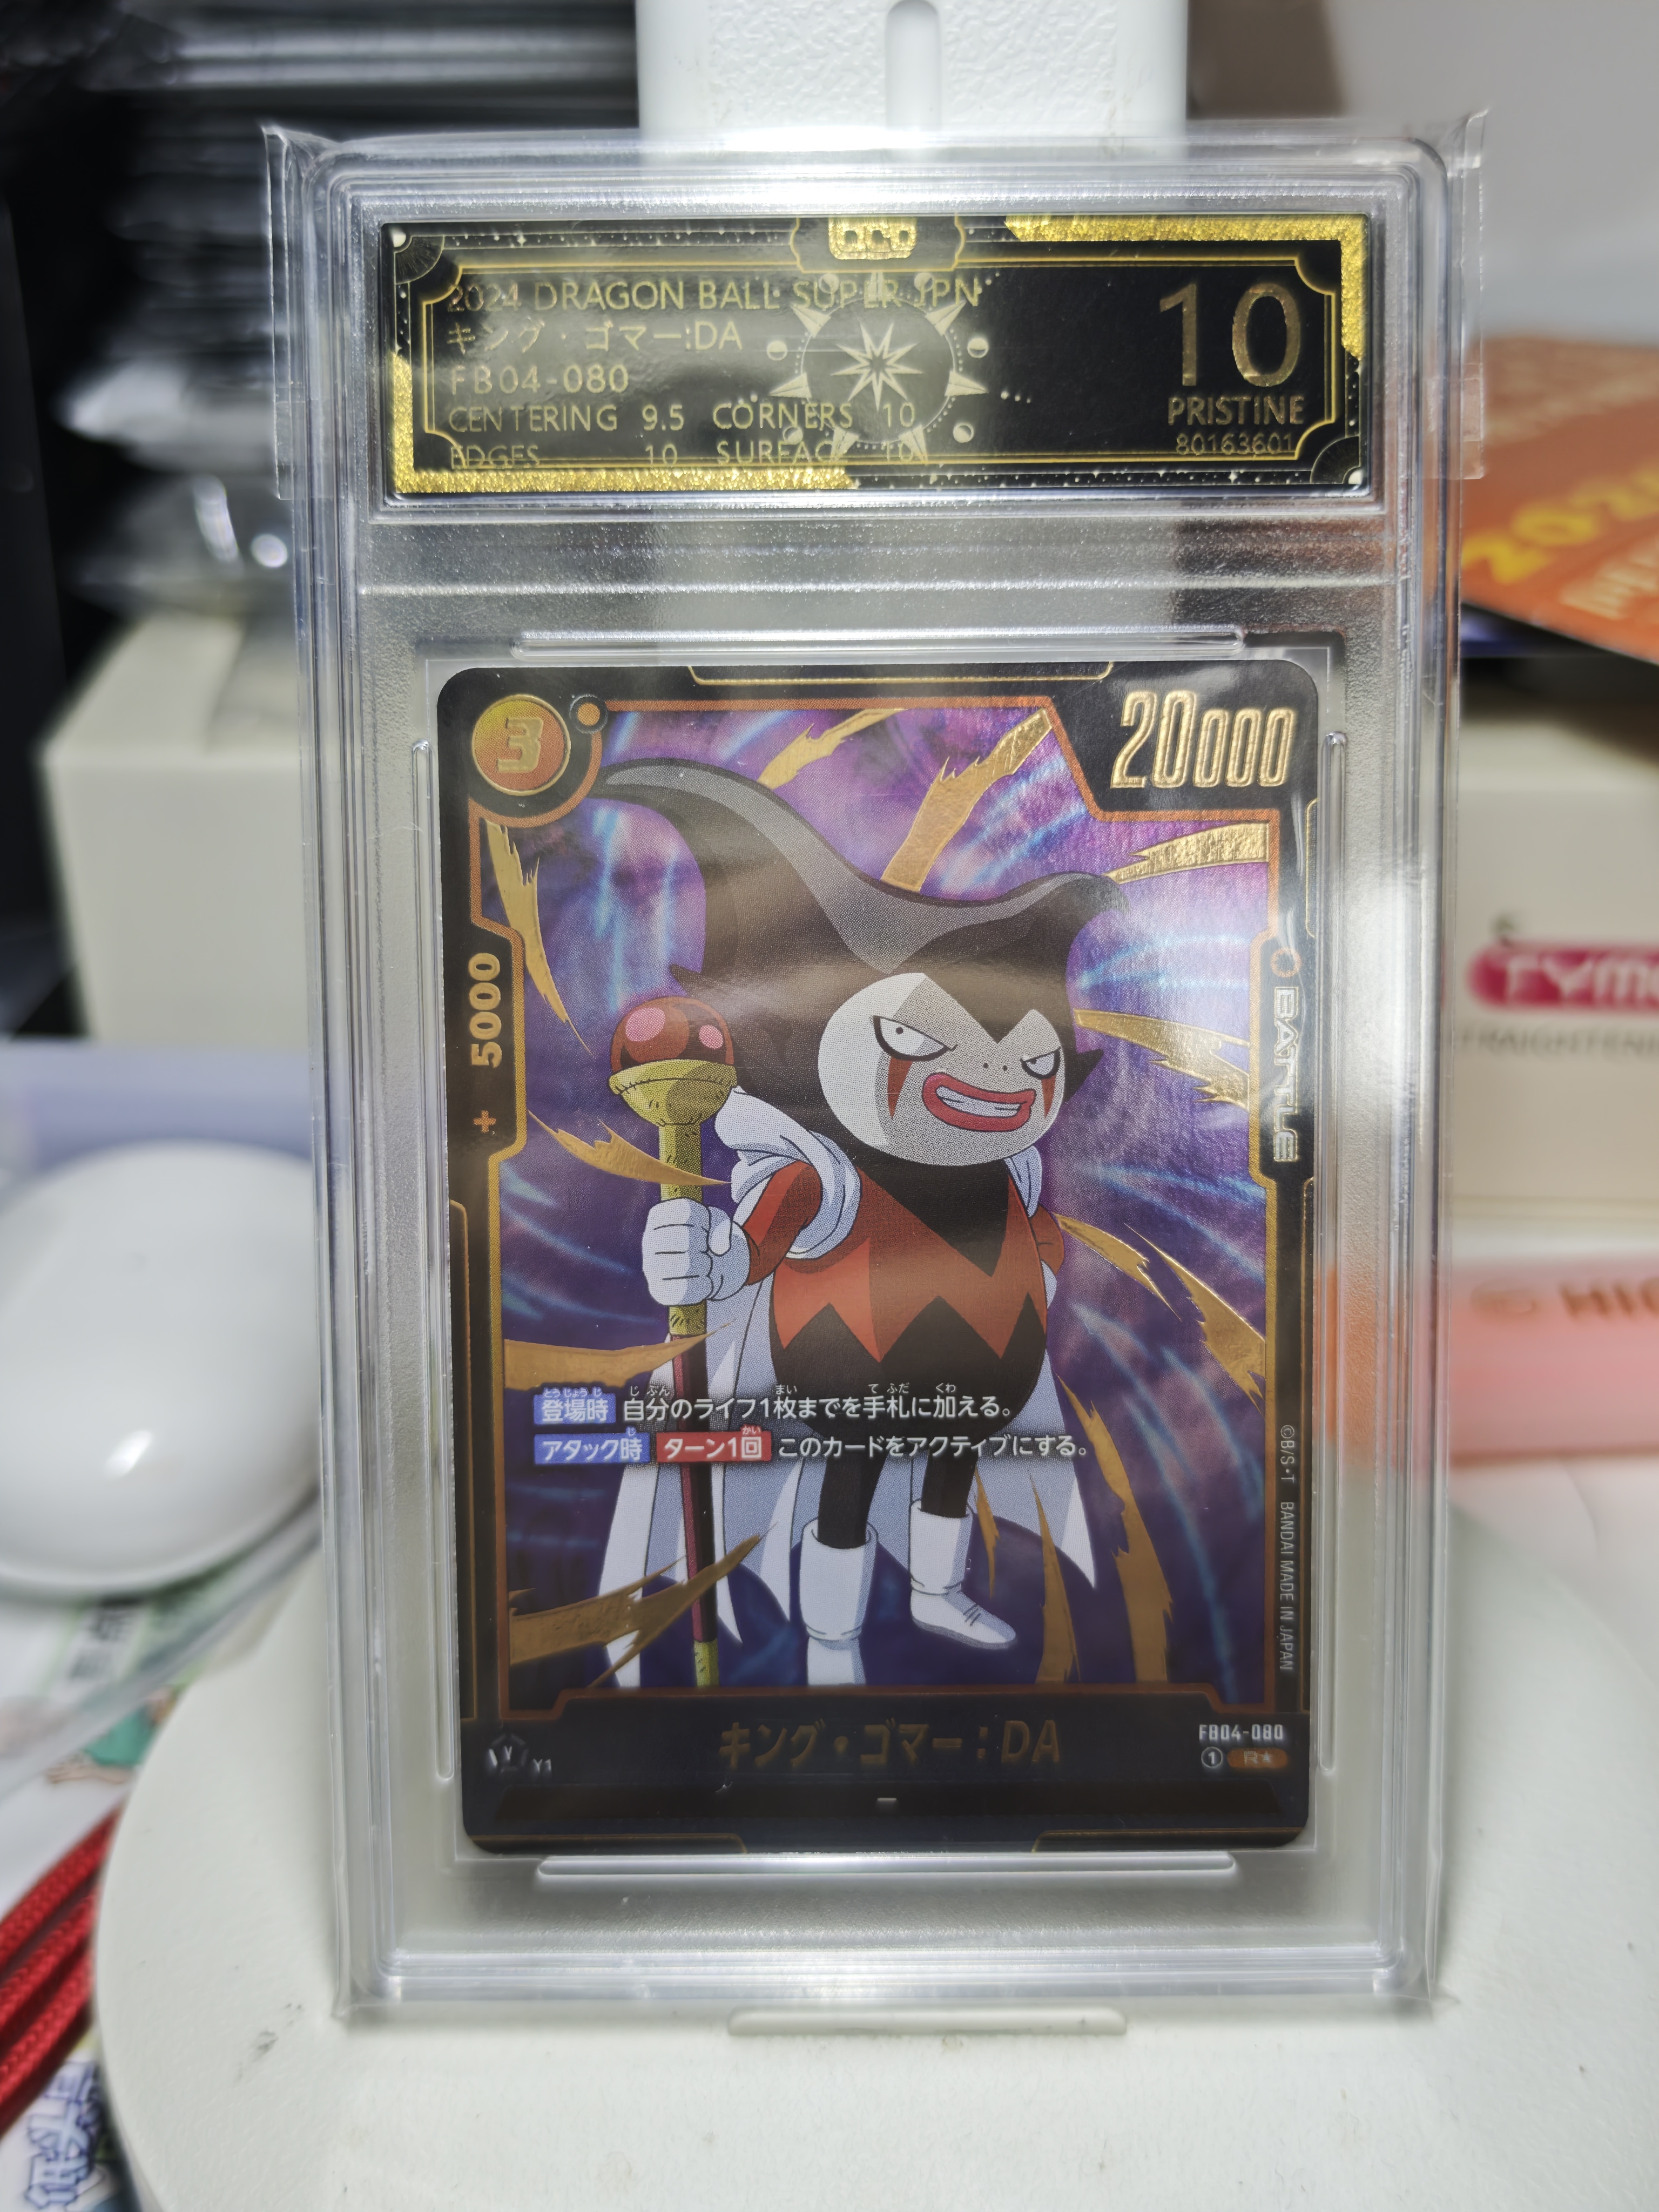 2024 DRAGON BALL SUPER JPN
キング・ゴマー:DA
FB04-080
CENTERING 9.5 CORNERS 10
EDGES 10 SURFACE 10
10
PRISTINE
80163601
3
20000
+ 5000
BATTLE
登場時 自分のライフ1枚までを手札に加える。
アタック時 ターン1回 このカードをアクティブにする。
©B/S・T BANDAI MADE IN JAPAN
キング・ゴマー:DA
FB04-080
Y1
1 R★
-